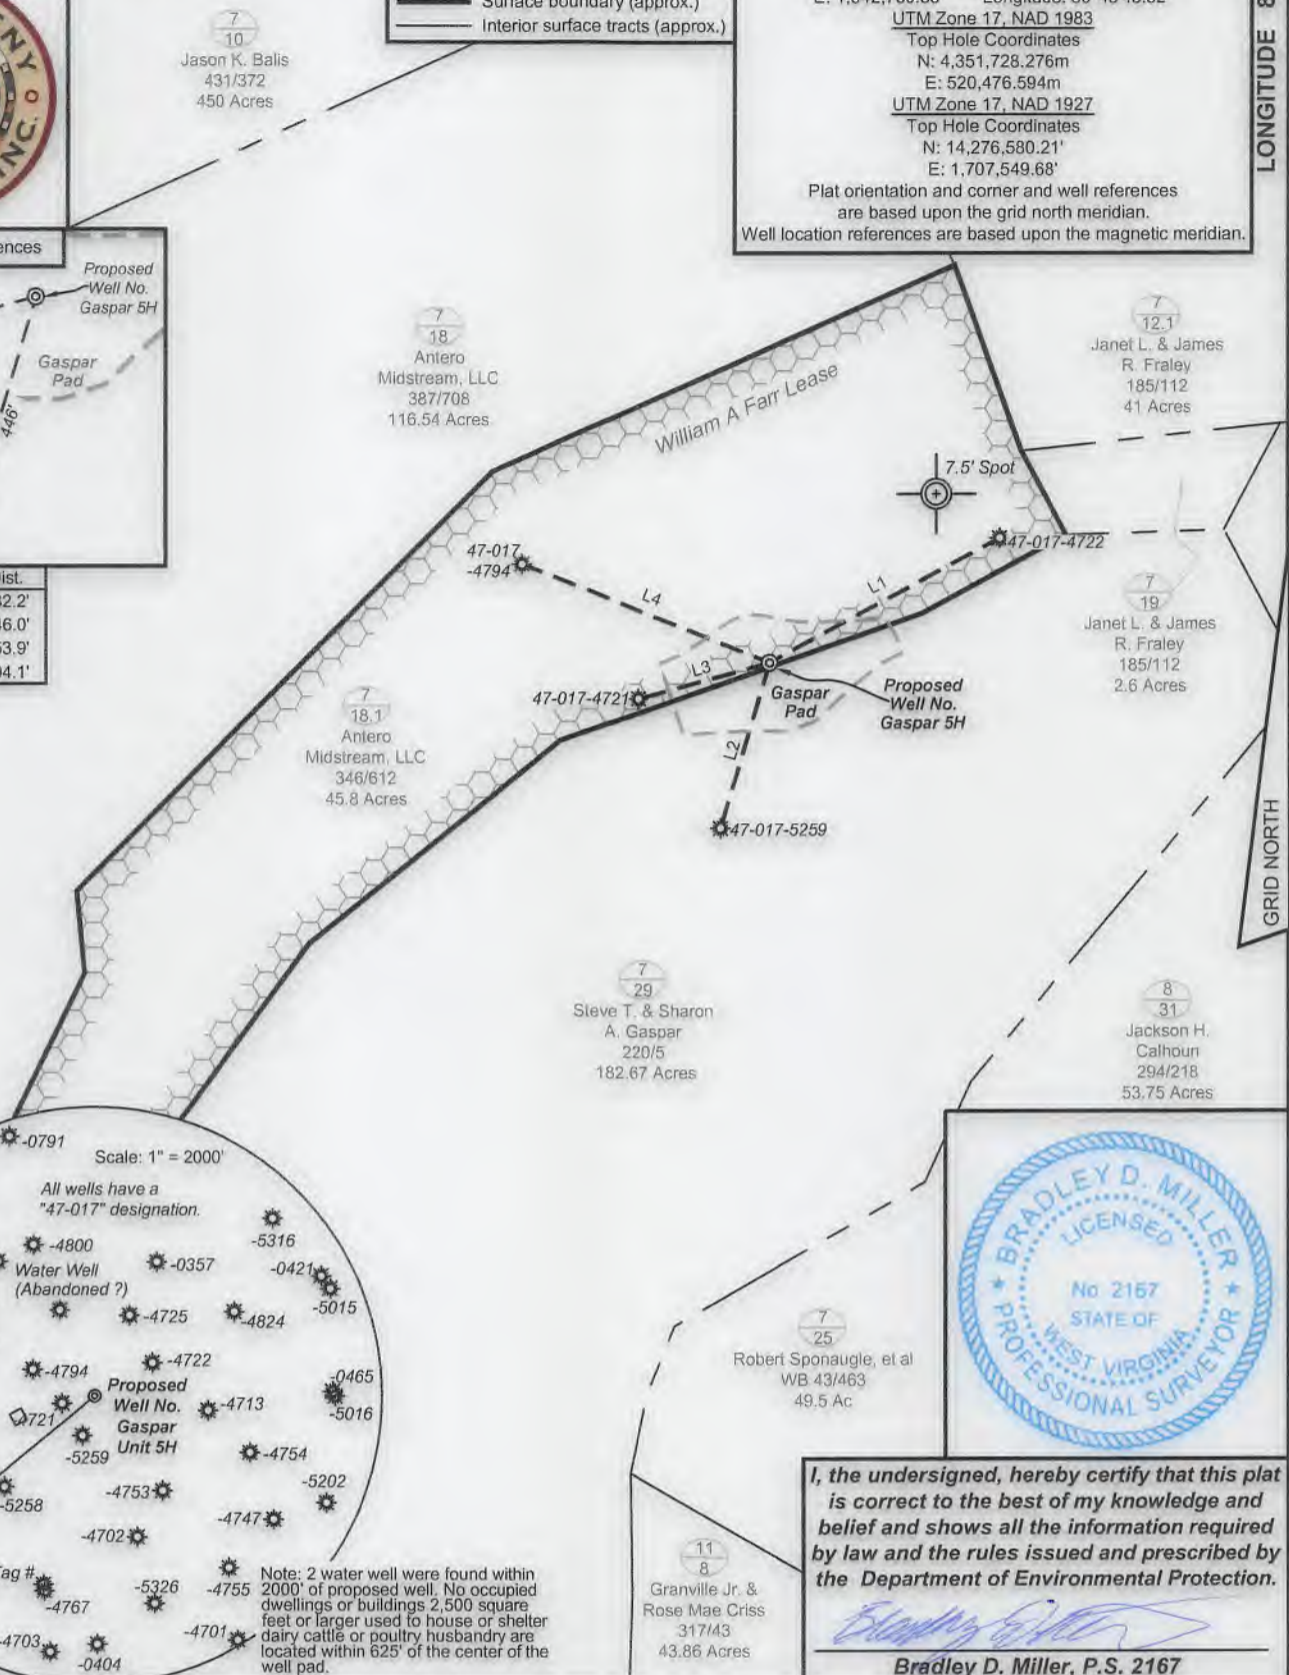 Surface boundary (approx.)
Interior surface tracts (approx.)
UTM Zone 17, NAD 1983
Top Hole Coordinates
N: 4,351,728.276m
E: 520,476.594m
UTM Zone 17, NAD 1927
Top Hole Coordinates
N: 14,276,580.21'
E: 1,707,549.68'
Plat orientation and corner and well references
are based upon the grid north meridian.
Well location references are based upon the magnetic meridian.
LONGITUDE 8
NY
INC.
7
10
Jason K. Balis
431/372
450 Acres
ences
Proposed
Well No.
Gaspar 5H
Gaspar
Pad
446'
ist.
32.2'
46.0'
53.9'
94.1'
7
18
Antero
Midstream, LLC
387/708
116.54 Acres
William A Farr Lease
7
12.1
Janet L. & James
R. Fraley
185/112
41 Acres
7.5' Spot
47-017
-4794
47-017-4722
L4
L1
7
19
Janet L. & James
R. Fraley
185/112
2.6 Acres
L3
47-017-4721
Gaspar
Pad
Proposed
Well No.
Gaspar 5H
7
18.1
Antero
Midstream, LLC
346/612
45.8 Acres
L2
47-017-5259
GRID NORTH
7
29
Steve T. & Sharon
A. Gaspar
220/5
182.67 Acres
8
31
Jackson H.
Calhoun
294/218
53.75 Acres
-0791
Scale: 1" = 2000'
All wells have a
"47-017" designation.
-5316
-4800
-0357
-0421
Water Well
(Abandoned ?)
-5015
-4725
-4824
-4794
-4722
-0465
Proposed
Well No.
Gaspar
Unit 5H
-4713
-5016
721
-5259
-4754
-5258
-4753
-5202
-4747
-4702
ag #
-4767
-5326
-4755
-4701
-4703
-0404
Note: 2 water well were found within
2000' of proposed well. No occupied
dwellings or buildings 2,500 square
feet or larger used to house or shelter
dairy cattle or poultry husbandry are
located within 625' of the center of the
well pad.
7
25
Robert Sponaugle, et al
WB 43/463
49.5 Ac
11
8
Granville Jr. &
Rose Mae Criss
317/43
43.86 Acres
BRADLEY D. MILLER
LICENSED
No. 2167
STATE OF
WEST VIRGINIA
PROFESSIONAL SURVEYOR
I, the undersigned, hereby certify that this plat
is correct to the best of my knowledge and
belief and shows all the information required
by law and the rules issued and prescribed by
the Department of Environmental Protection.
Bradley D. Miller, P.S. 2167